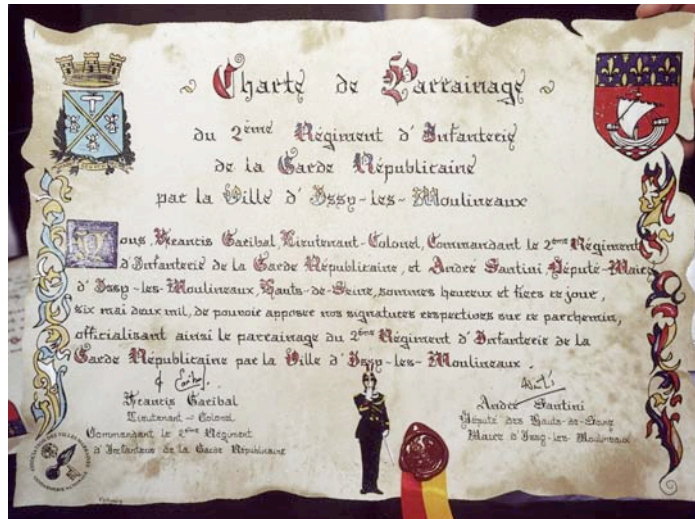 Charte de Parrainage
du 2ème Régiment d'Infanterie
de la Garde Républicaine
par la Ville d'Issy-les-Moulineaux
Nous, Francis Garibal, Lieutenant-Colonel, Commandant le 2ème Régiment
d'Infanterie de la Garde Républicaine, et André Santini, Député-Maire
d'Issy-les-Moulineaux, Hauts-de-Seine, sommes heureux et fiers ce jour,
six mai deux mil, de pouvoir apposer nos signatures respectives sur ce parchemin,
officialisant ainsi le parrainage du 2ème Régiment d'Infanterie de la
Garde Républicaine par la Ville d'Issy-les-Moulineaux.
Francis Garibal
Lieutenant-Colonel
Commandant le 2ème Régiment
d'Infanterie de la Garde Républicaine
André Santini
Député des Hauts-de-Seine
Maire d'Issy-les-Moulineaux